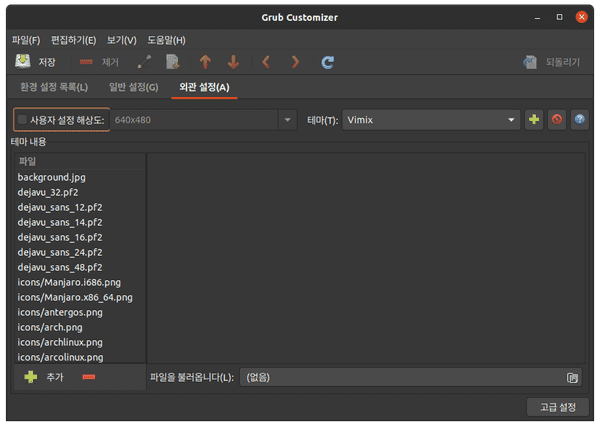 Grub Customizer
파일(F) 편집하기(E) 보기(V) 도움말(H)
저장 제거 되돌리기
환경 설정 목록(L) 일반 설정(G) 외관 설정(A)
사용자 설정 해상도: 640x480 테마(T): Vimix
테마 내용
파일
background.jpg
dejavu_32.pf2
dejavu_sans_12.pf2
dejavu_sans_14.pf2
dejavu_sans_16.pf2
dejavu_sans_24.pf2
dejavu_sans_48.pf2
icons/Manjaro.i686.png
icons/Manjaro.x86_64.png
icons/antergos.png
icons/arch.png
icons/archlinux.png
icons/arcolinux.png
추가 파일을 불러옵니다(L): (없음)
고급 설정